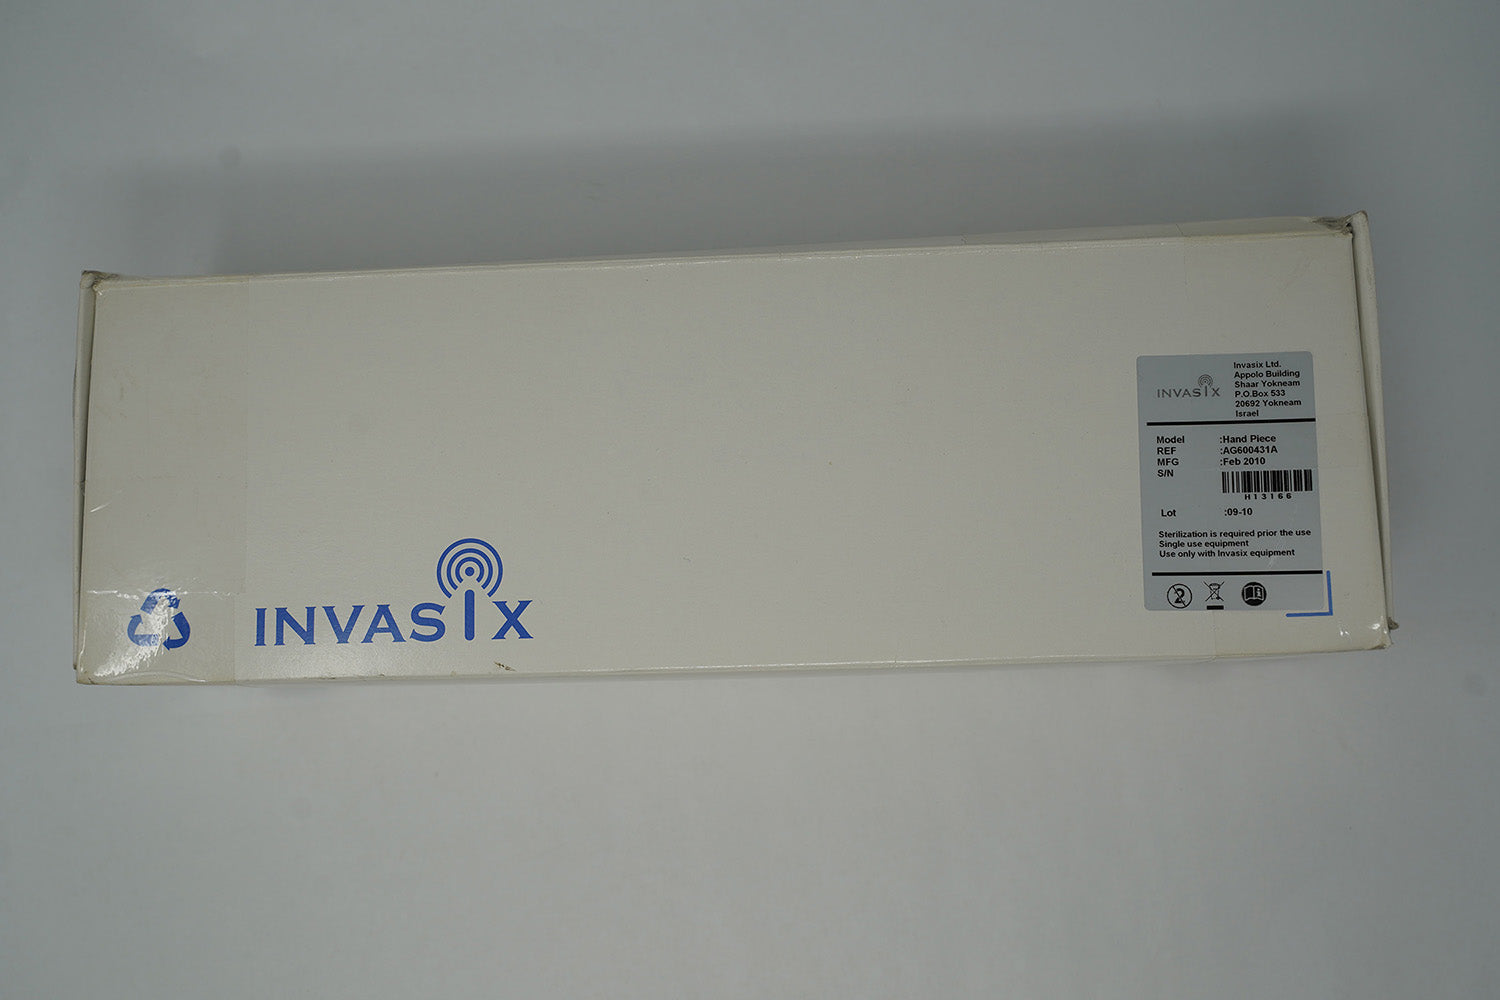 INVASIX
INVASIX
Invasix Ltd.
Appolo Building
Shaar Yokneam
P.O.Box 533
20692 Yokneam
Israel
Model :Hand Piece
REF :AG600431A
MFG :Feb 2010
S/N
H13166
Lot :09-10
Sterilization is required prior the use
Single use equipment
Use only with Invasix equipment
2